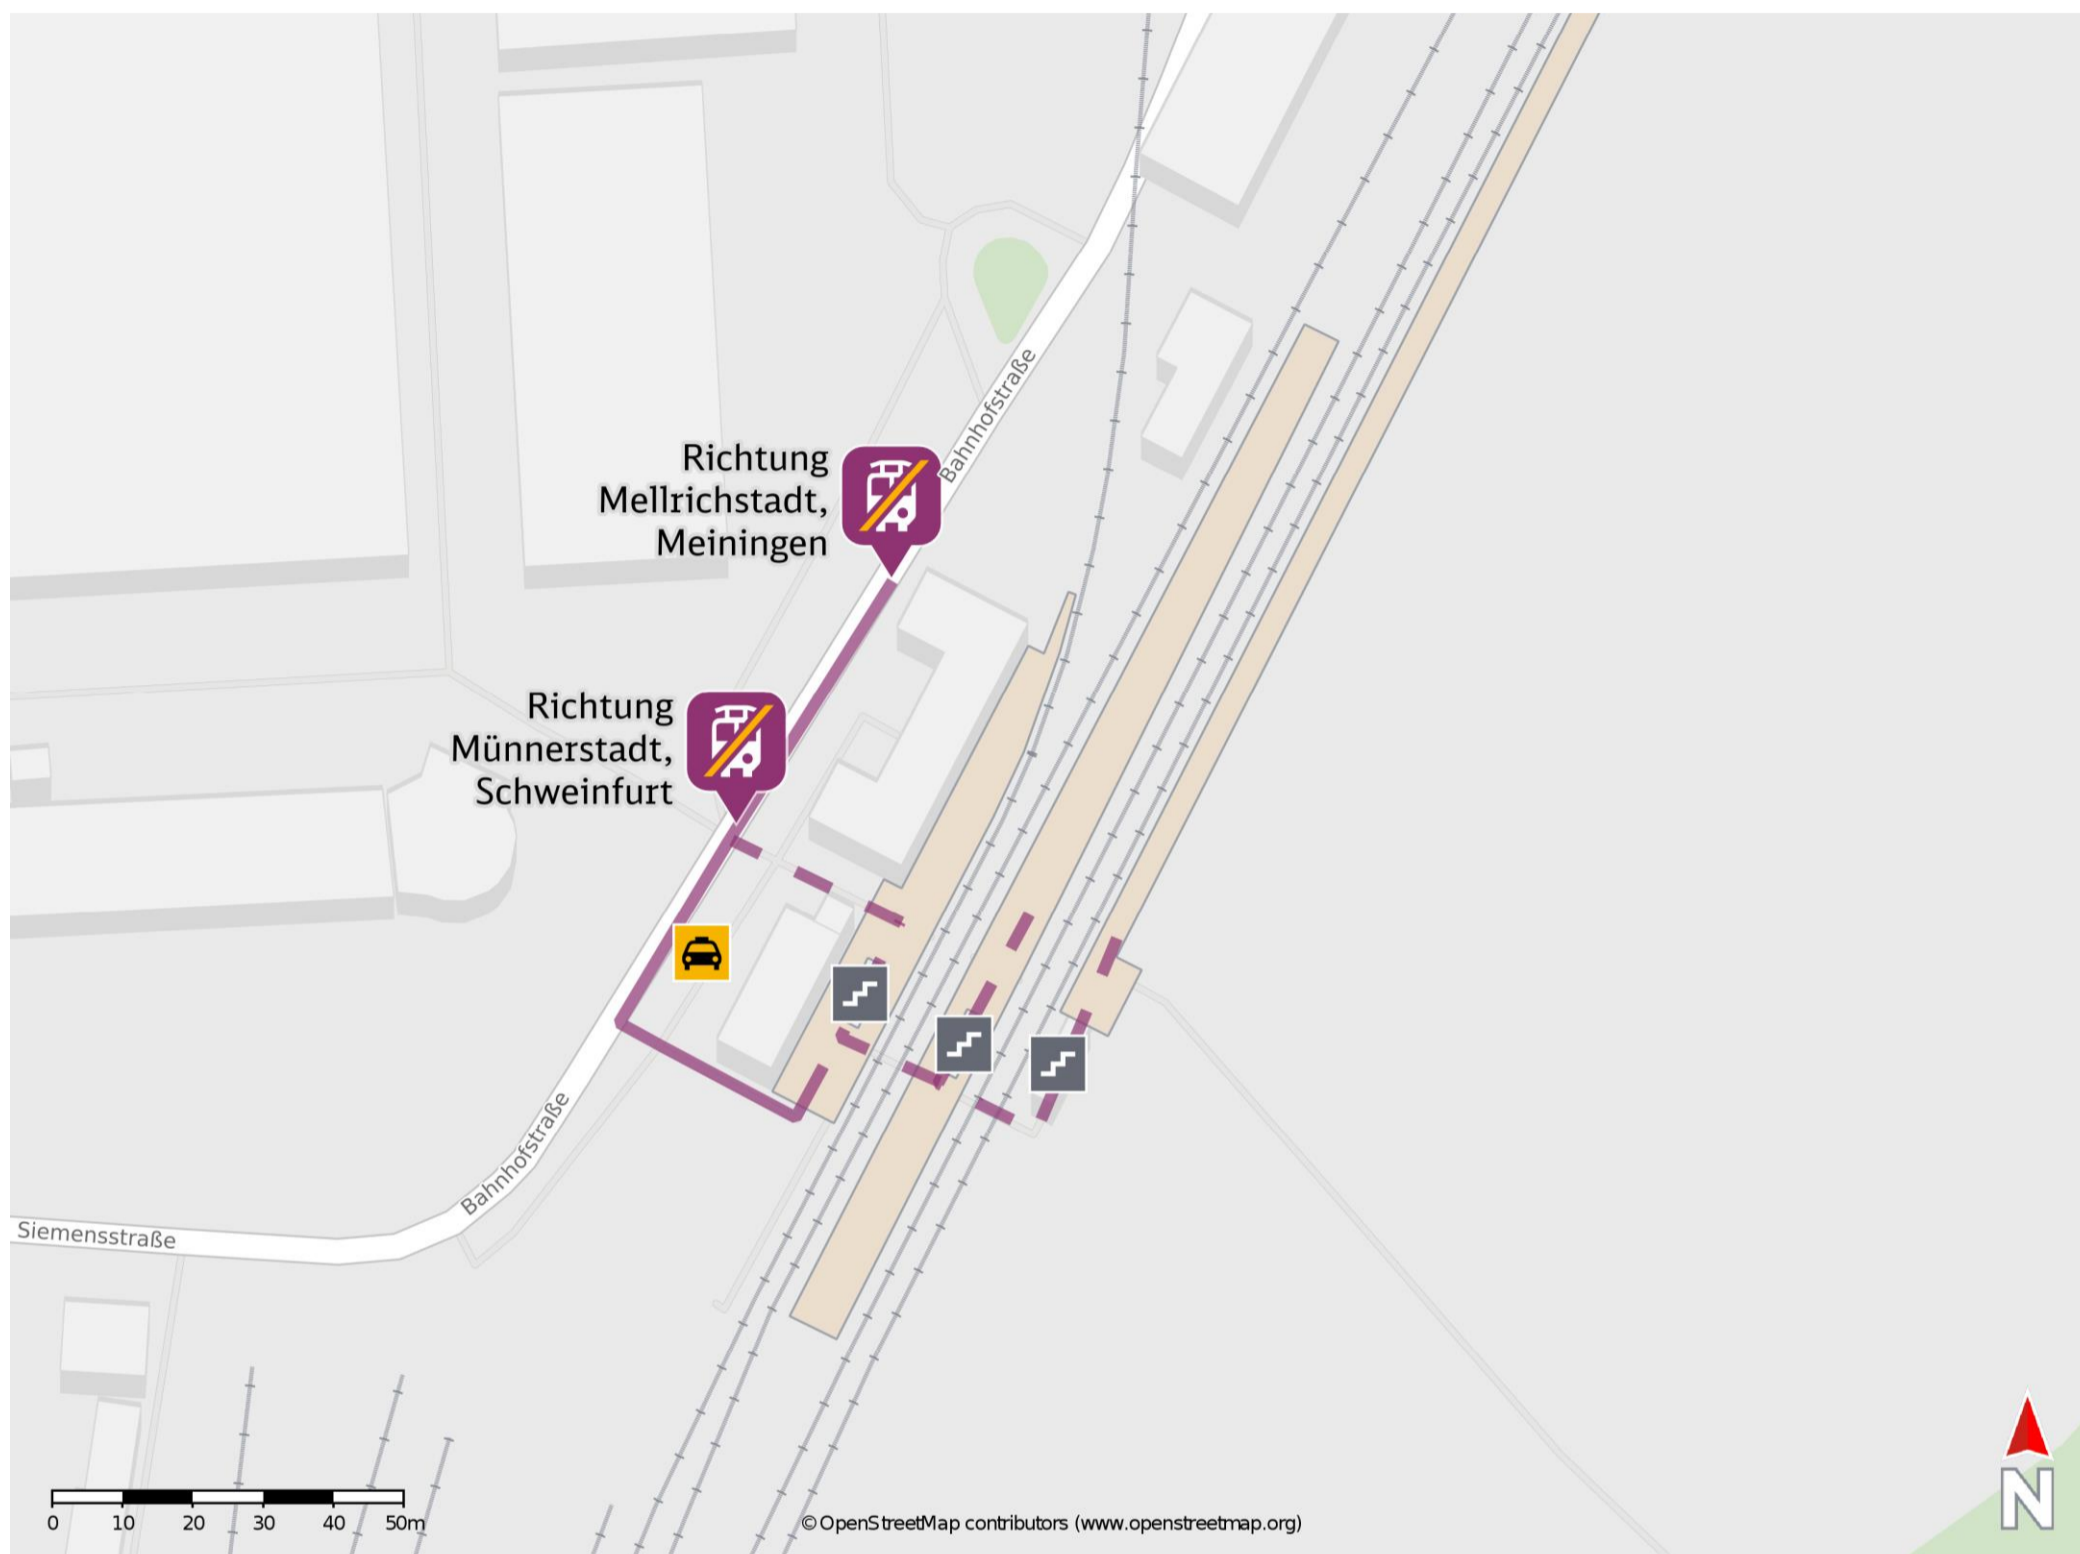 Bahnhofstraße
Richtung
Mellrichstadt,
Meiningen
Richtung
Münnerstadt,
Schweinfurt
Bahnhofstraße
Siemensstraße
0 10 20 30 40 50m
© OpenStreetMap contributors (www.openstreetmap.org)
N